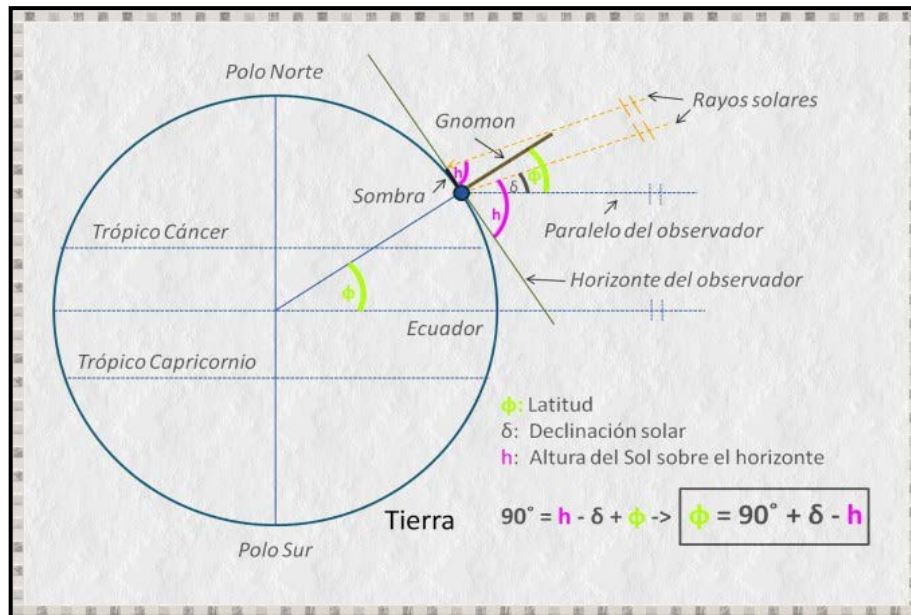 Polo Norte
Rayos solares
Gnomon
h
ϕ
δ
Sombra
h
Paralelo del observador
Trópico Cáncer
Horizonte del observador
ϕ
Ecuador
Trópico Capricornio
ϕ: Latitud
δ: Declinación solar
h: Altura del Sol sobre el horizonte
Tierra
90˚ = h - δ + ϕ -> ϕ = 90˚ + δ - h
Polo Sur